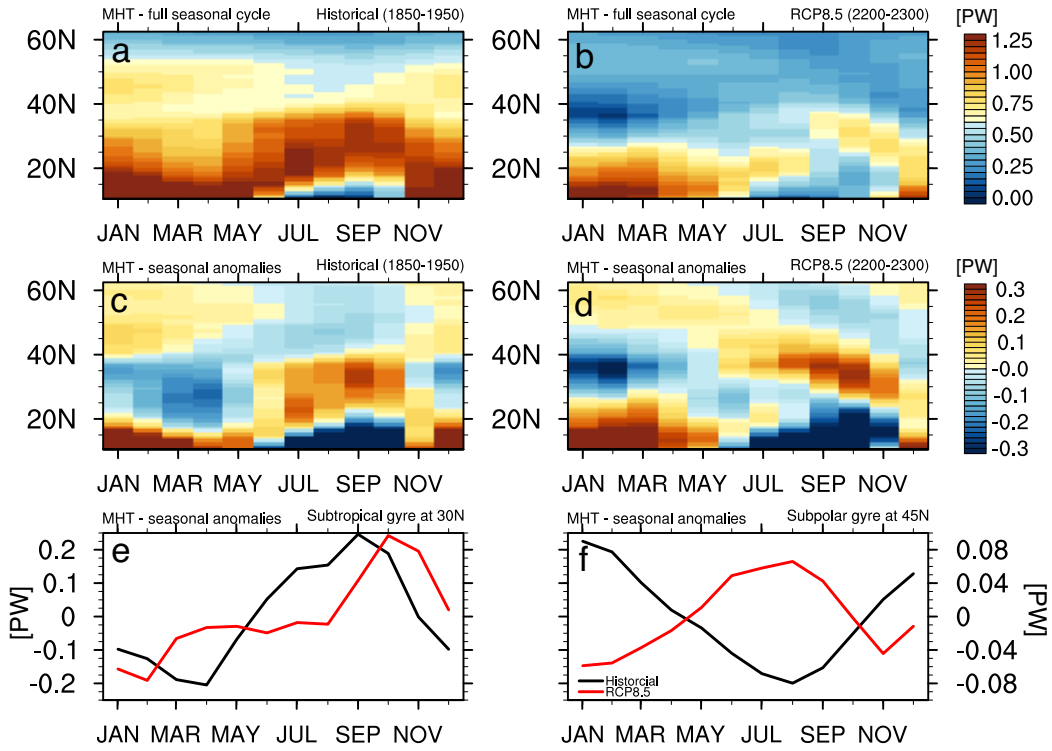 MHT - full seasonal cycle Historical (1850-1950) MHT - full seasonal cycle RCP8.5 (2200-2300) [PW]
a b
60N 60N 1.25
1.00
40N 40N 0.75
0.50
20N 20N 0.25
0.00
JAN MAR MAY JUL SEP NOV JAN MAR MAY JUL SEP NOV
MHT - seasonal anomalies Historical (1850-1950) MHT - seasonal anomalies RCP8.5 (2200-2300) [PW]
c d
60N 60N 0.3
0.2
0.1
40N 40N -0.0
-0.1
20N 20N -0.2
-0.3
JAN MAR MAY JUL SEP NOV JAN MAR MAY JUL SEP NOV
MHT - seasonal anomalies Subtropical gyre at 30N MHT - seasonal anomalies Subpolar gyre at 45N
e f
0.2 0.08
0.1 0.04
[PW] 0 0 [PW]
-0.1 -0.04
-0.2 -0.08
Historcial
RCP8.5
JAN MAR MAY JUL SEP NOV JAN MAR MAY JUL SEP NOV